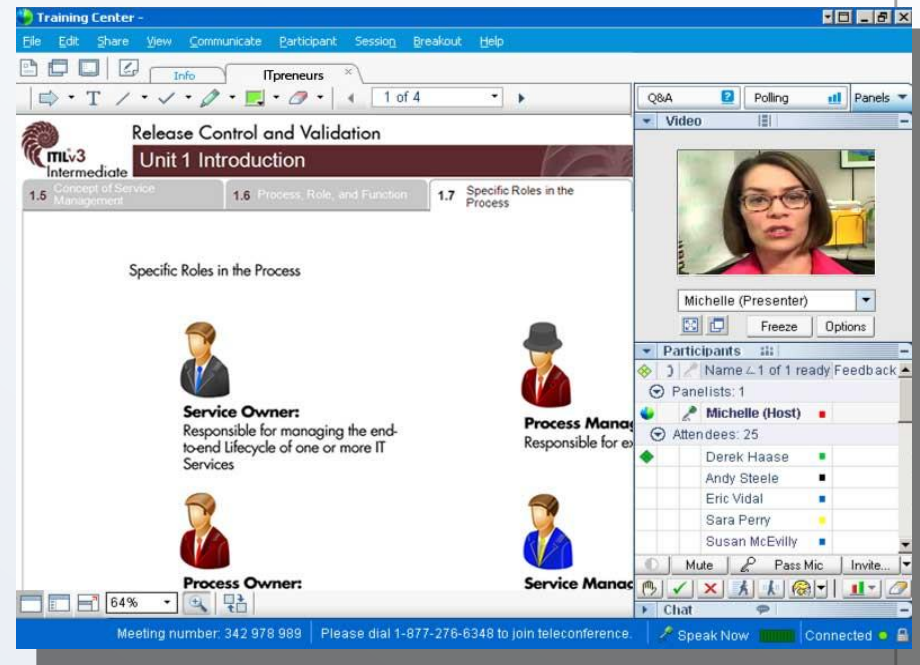 Training Center -
File Edit Share View Communicate Participant Session Breakout Help
Info ITpreneurs
T 1 of 4
Q&A Polling Panels
Video
Release Control and Validation
ITILv3
Intermediate
Unit 1 Introduction
1.5 Concept of Service Management
1.6 Process, Role, and Function
1.7 Specific Roles in the Process
Specific Roles in the Process
Service Owner:
Responsible for managing the end-
to-end Lifecycle of one or more IT
Services
Process Manag
Responsible for ex
Process Owner:
Service Manac
64%
Michelle (Presenter)
Freeze Options
Participants
Name 1 of 1 ready Feedback
Panelists: 1
Michelle (Host)
Attendees: 25
Derek Haase
Andy Steele
Eric Vidal
Sara Perry
Susan McEvilly
Mute Pass Mic Invite...
Chat
Meeting number: 342 978 989 Please dial 1-877-276-6348 to join teleconference. Speak Now Connected